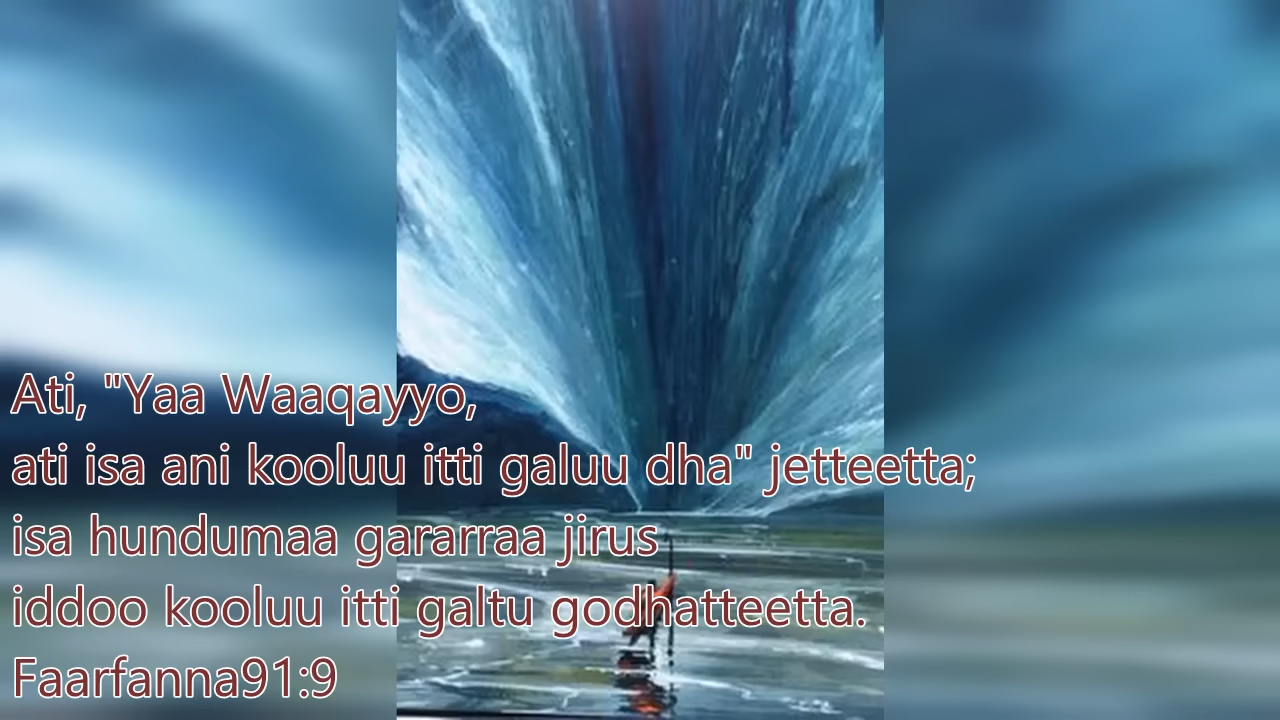 Ati, "Yaa Waaqayyo,
ati isa ani kooluu itti galuu dha" jetteetta;
isa hundumaa gararraa jirus
iddoo kooluu itti galtu godhatteetta.
Faarfanna91:9